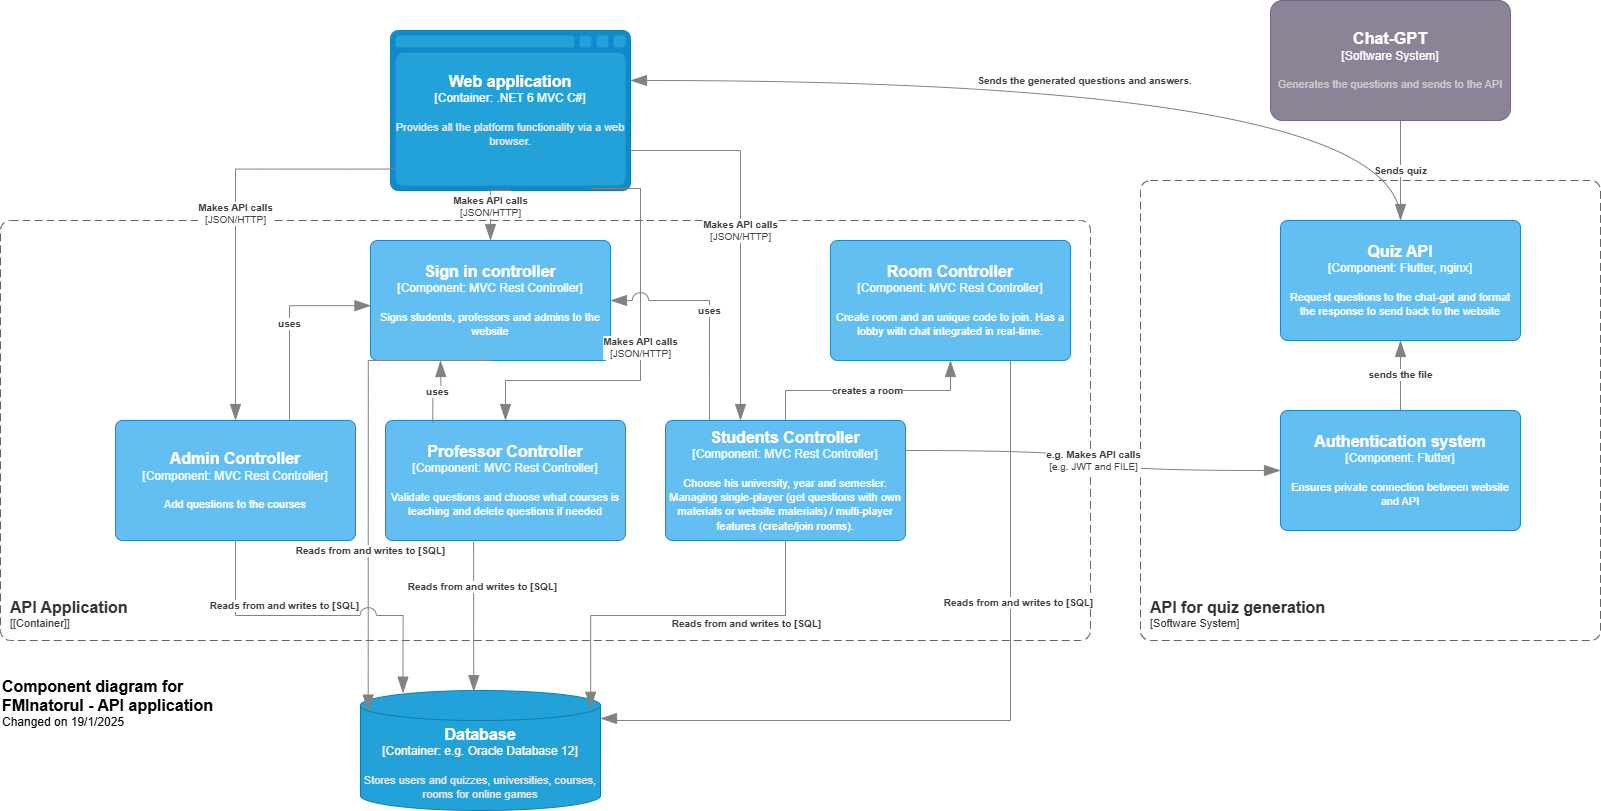 Chat-GPT
[Software System]
Generates the questions and sends to the API
Web application
[Container: .NET 6 MVC C#]
Provides all the platform functionality via a web
browser.
Sends the generated questions and answers.
Sends quiz
Makes API calls
[JSON/HTTP]
Makes API calls
[JSON/HTTP]
Makes API calls
[JSON/HTTP]
Sign in controller
[Component: MVC Rest Controller]
Signs students, professors and admins to the
website
Room Controller
[Component: MVC Rest Controller]
Create room and an unique code to join. Has a
lobby with chat integrated in real-time.
Quiz API
[Component: Flutter, nginx]
Request questions to the chat-gpt and format
the response to send back to the website
uses
uses
Makes API calls
[JSON/HTTP]
uses
creates a room
sends the file
Admin Controller
[Component: MVC Rest Controller]
Add questions to the courses
Professor Controller
[Component: MVC Rest Controller]
Validate questions and choose what courses is
teaching and delete questions if needed
Students Controller
[Component: MVC Rest Controller]
Choose his university, year and semester.
Managing single-player (get questions with own
materials or website materials) / multi-player
features (create/join rooms).
e.g. Makes API calls
[e.g. JWT and FILE]
Authentication system
[Component: Flutter]
Ensures private connection between website
and API
Reads from and writes to [SQL]
Reads from and writes to [SQL]
Reads from and writes to [SQL]
Reads from and writes to [SQL]
Reads from and writes to [SQL]
API Application
[[Container]]
API for quiz generation
[Software System]
Component diagram for
FMInatorul - API application
Changed on 19/1/2025
Database
[Container: e.g. Oracle Database 12]
Stores users and quizzes, universities, courses,
rooms for online games